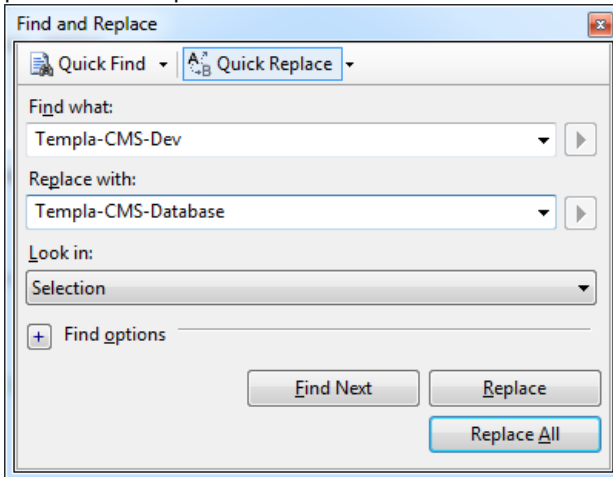 Find and Replace
Quick Find Quick Replace
Find what:
Templa-CMS-Dev
Replace with:
Templa-CMS-Database
Look in:
Selection
Find options
Find Next Replace
Replace All